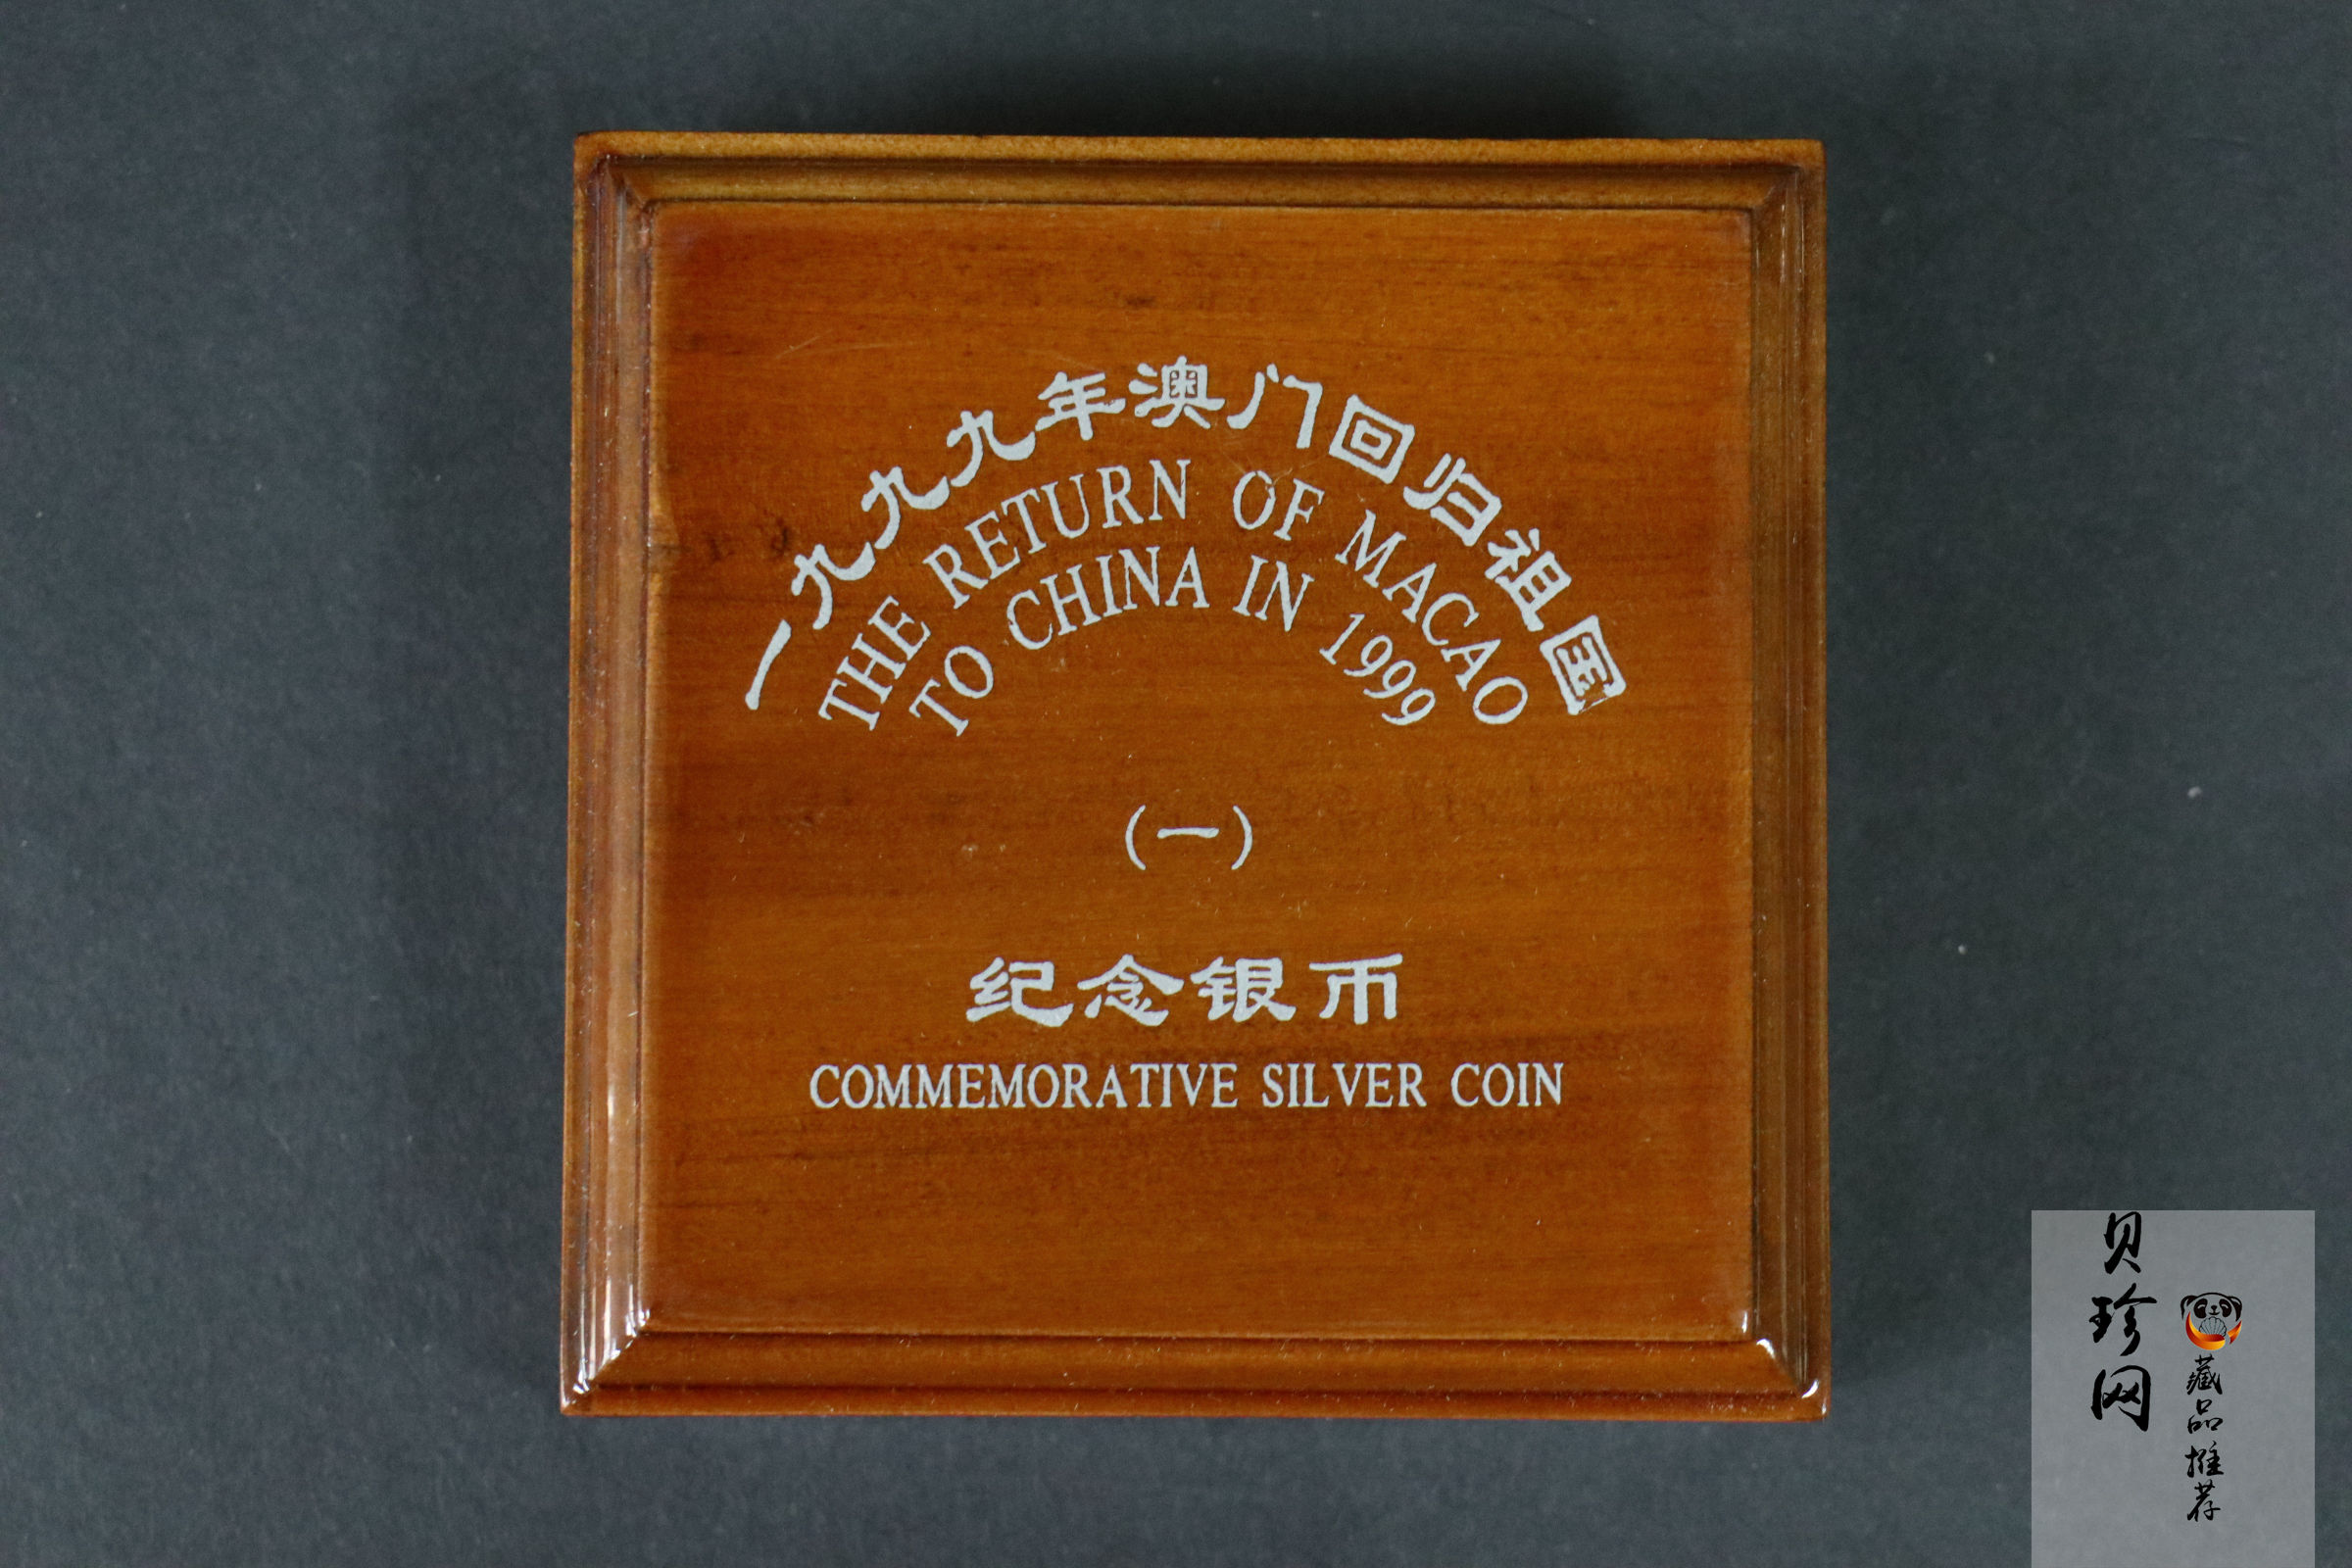 一九九九年澳门回归祖国
THE RETURN OF MACAO
TO CHINA IN 1999
(一)
纪念银币
COMMEMORATIVE SILVER COIN
贝珍网
藏品推荐